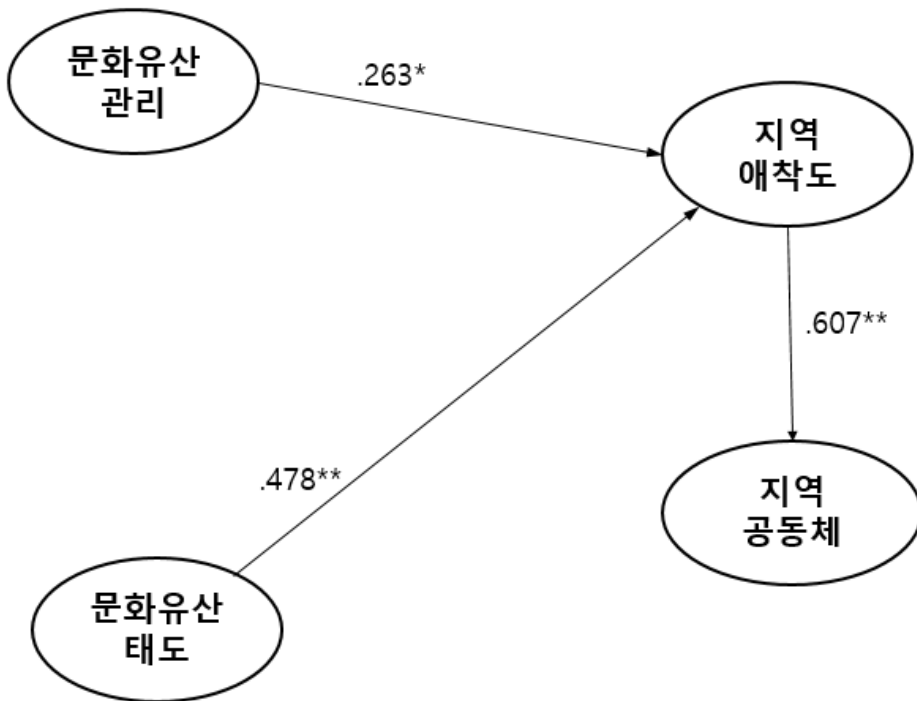 문화유산
관리
.263*
지역
애착도
.607**
.478**
지역
공동체
문화유산
태도